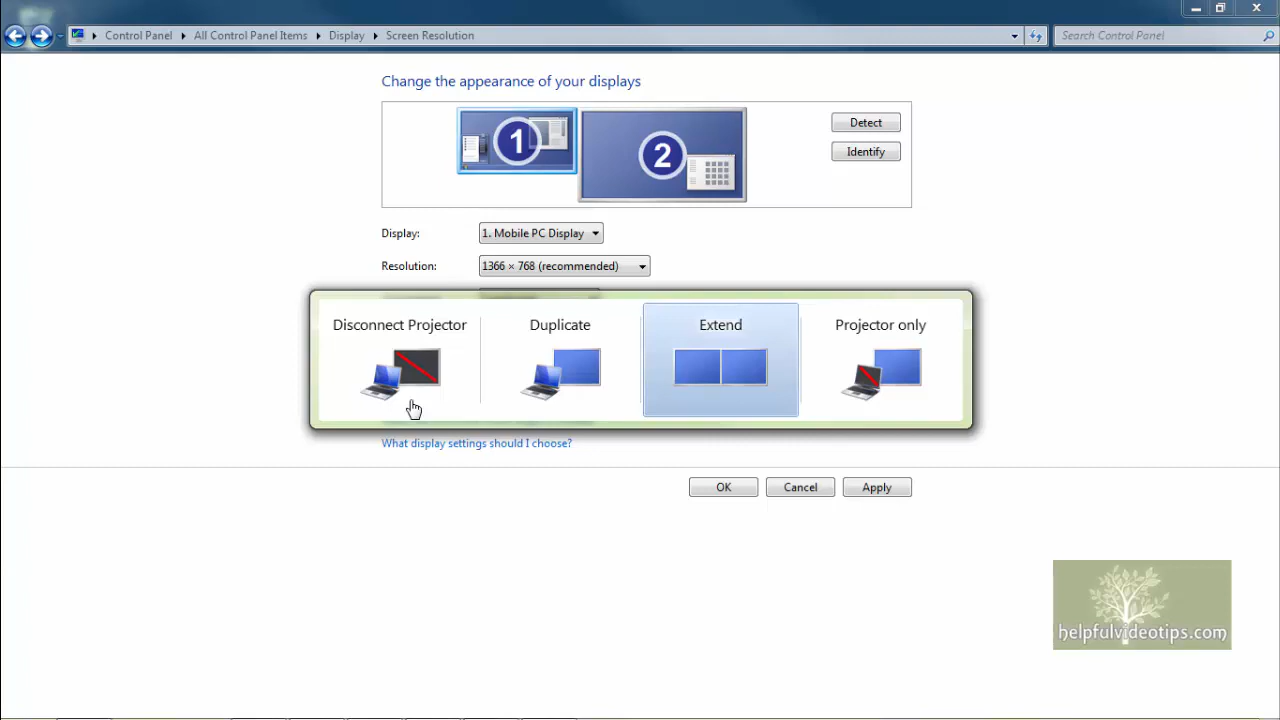 Control Panel All Control Panel Items Display Screen Resolution Search Control Panel
Change the appearance of your displays
1
2
Detect
Identify
Display: 1. Mobile PC Display
Resolution: 1366 × 768 (recommended)
Disconnect Projector Duplicate Extend Projector only
What display settings should I choose?
OK Cancel Apply
helpfulvideotips.com